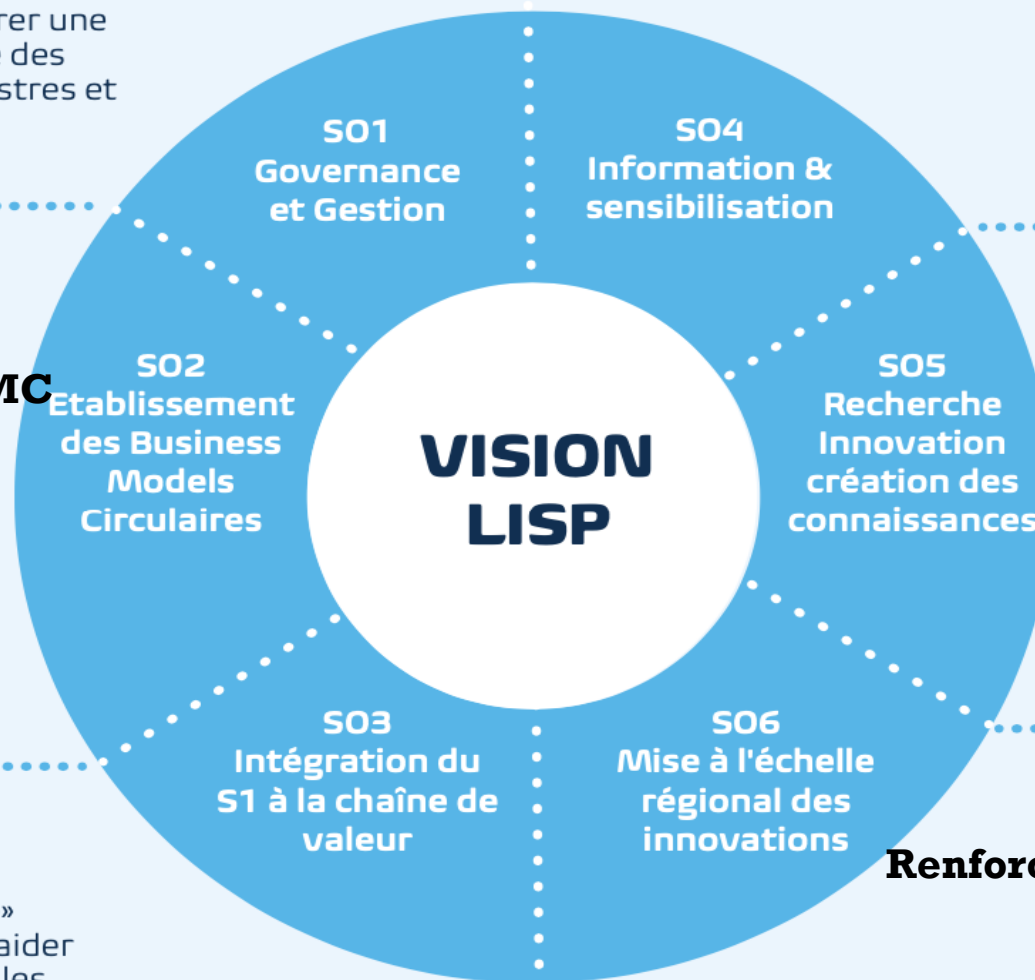 rer une
des
stres et
SO1
Governance
et Gestion
SO4
Information &
sensibilisation
MC
SO2
Etablissement
des Business
Models
Circulaires
VISION
LISP
SO5
Recherche
Innovation
création des
connaissances
SO3
Intégration du
S1 à la chaîne de
valeur
SO6
Mise à l'échelle
régional des
innovations
Renforc
»
aider
les